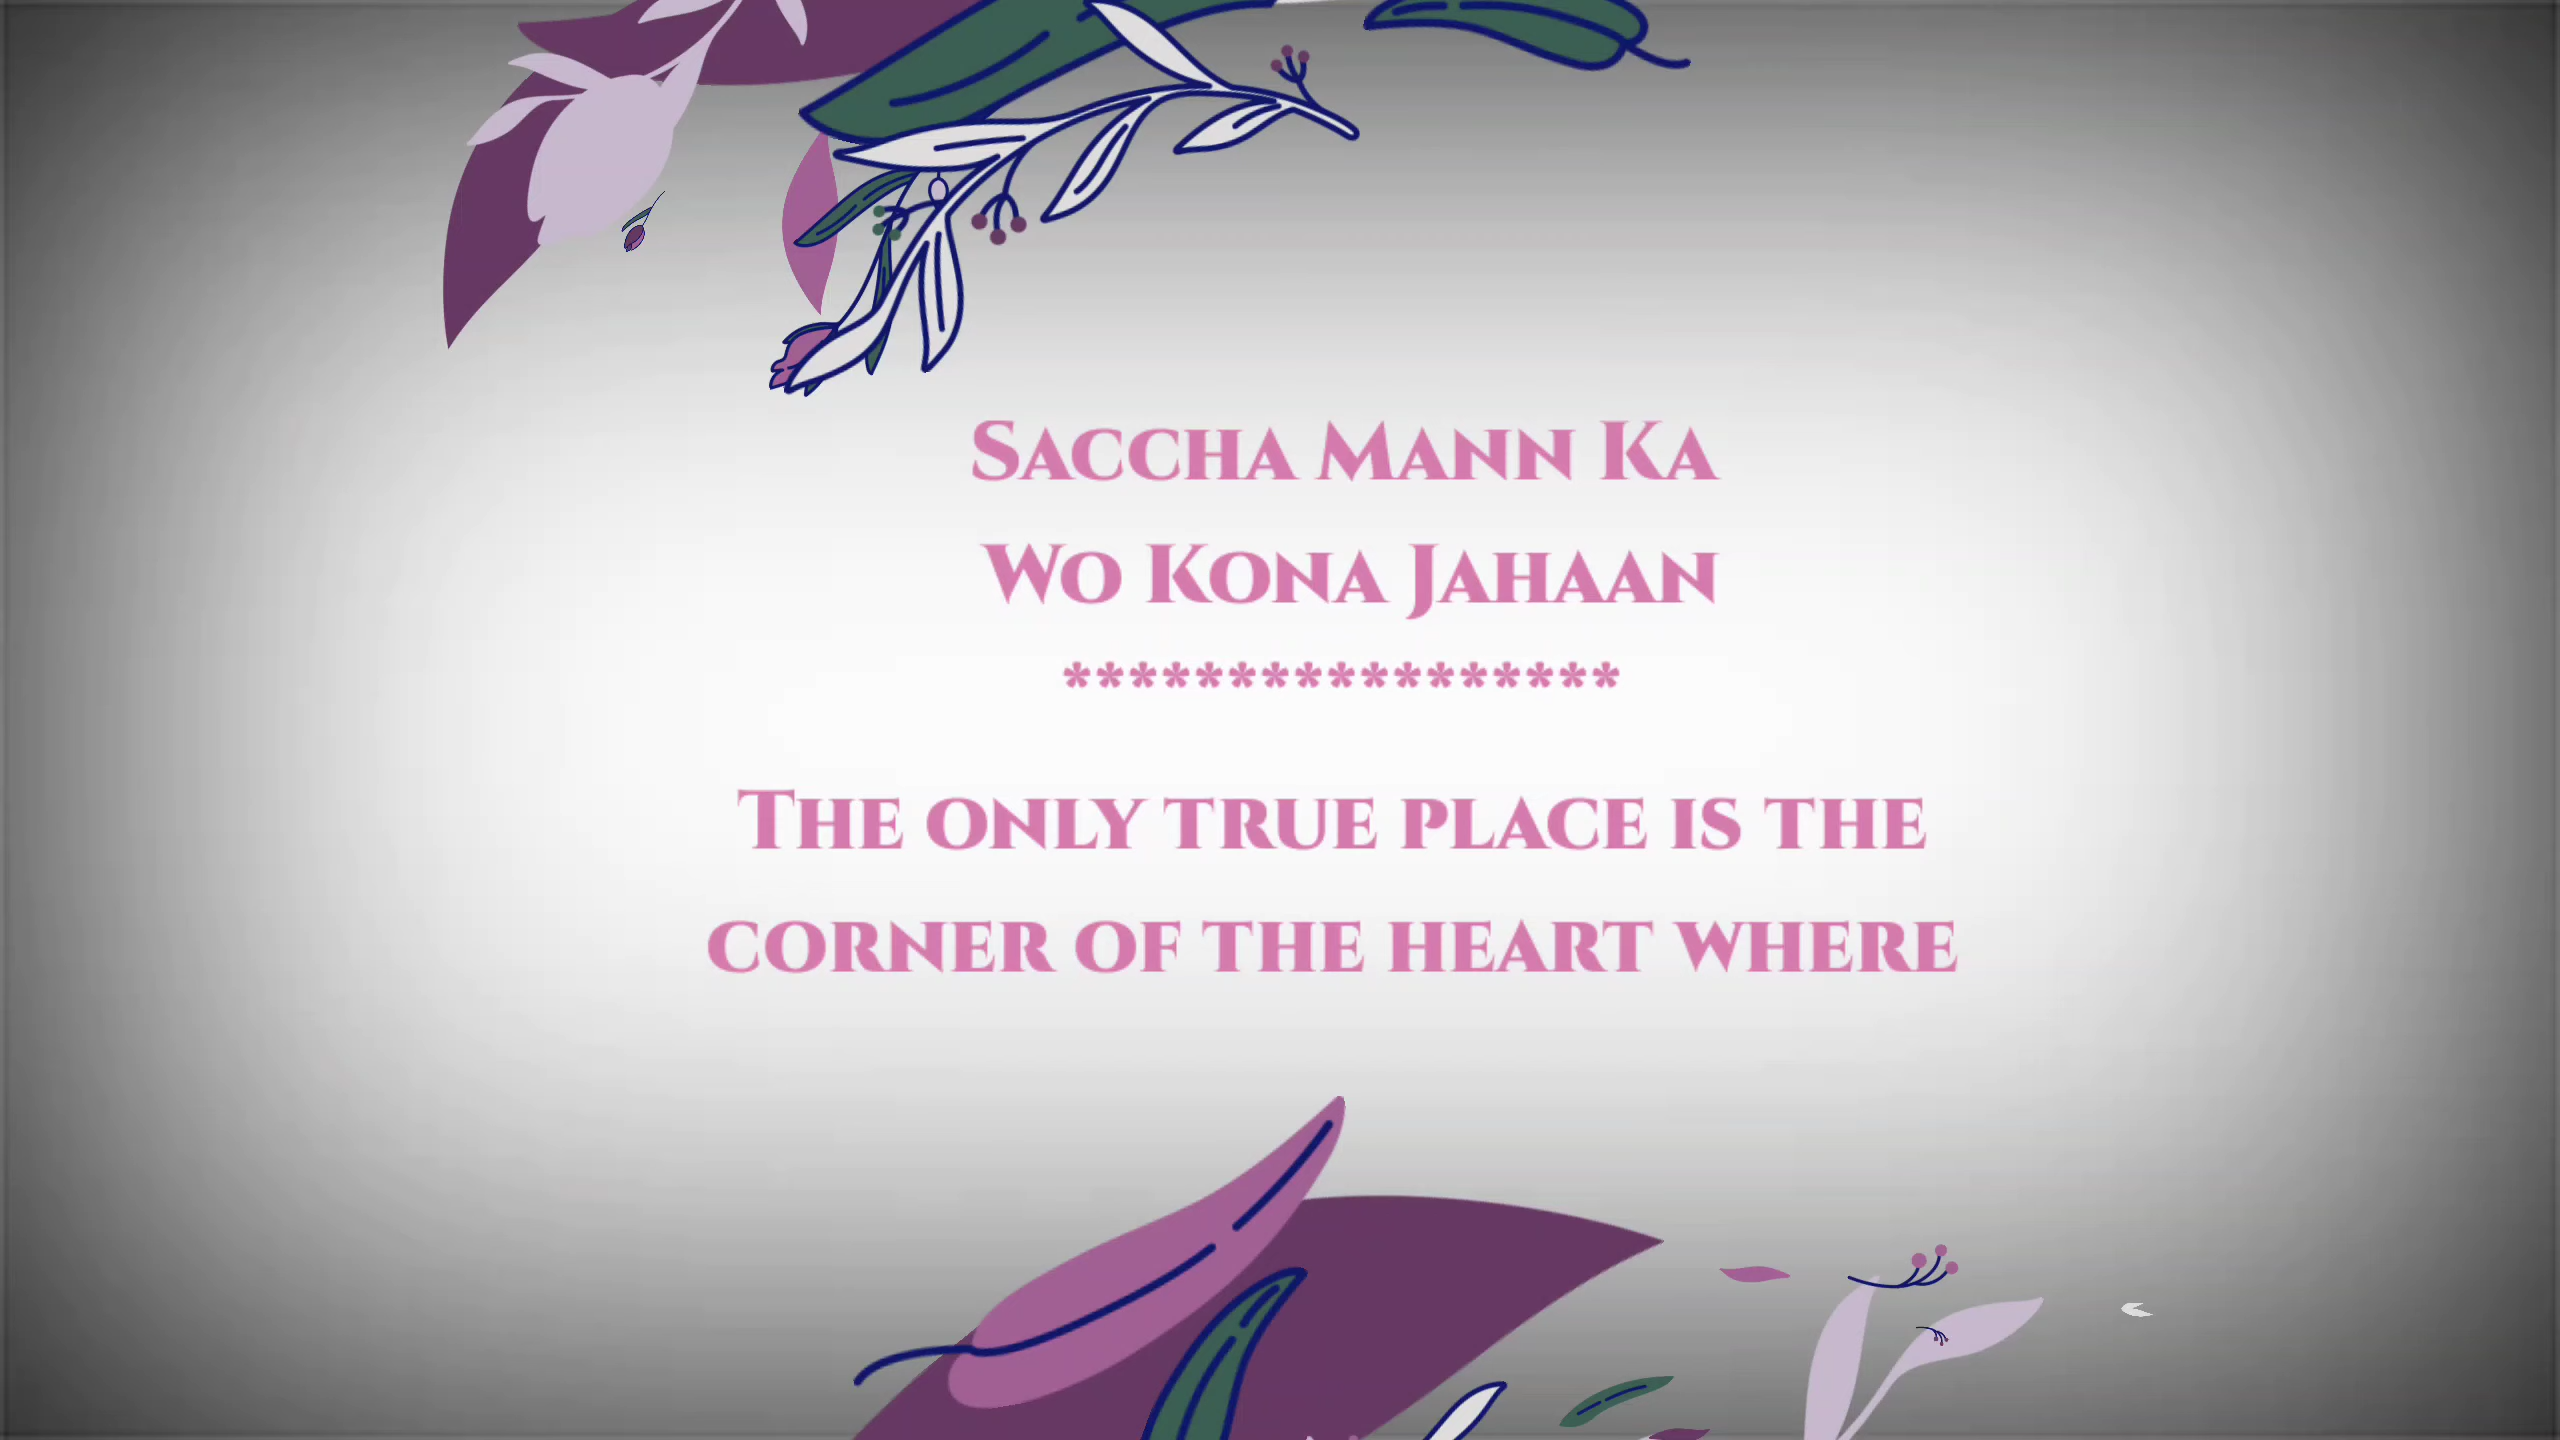 Saccha Mann Ka
Wo Kona Jahaan
*****************
The only true place is the
corner of the heart where